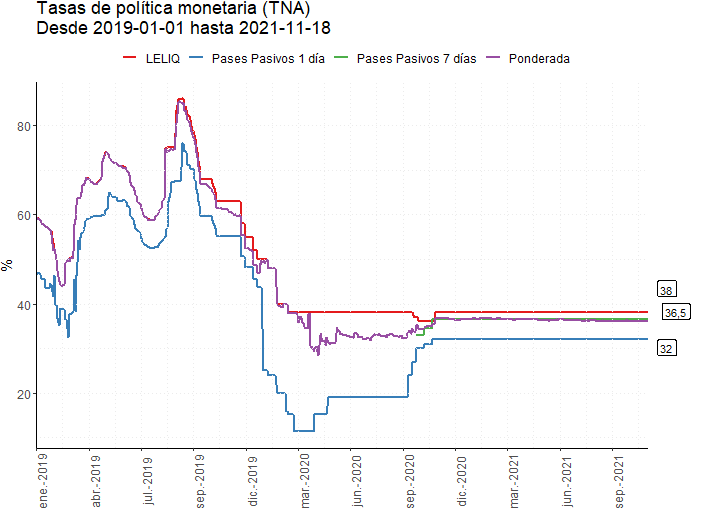 Tasas de política monetaria (TNA)
Desde 2019-01-01 hasta 2021-11-18
LELIQ Pases Pasivos 1 día Pases Pasivos 7 días Ponderada
%
80
60
40
20
38
36,5
32
ene.-2019
abr.-2019
jul.-2019
sep.-2019
dic.-2019
mar.-2020
jun.-2020
sep.-2020
dic.-2020
mar.-2021
jun.-2021
sep.-2021